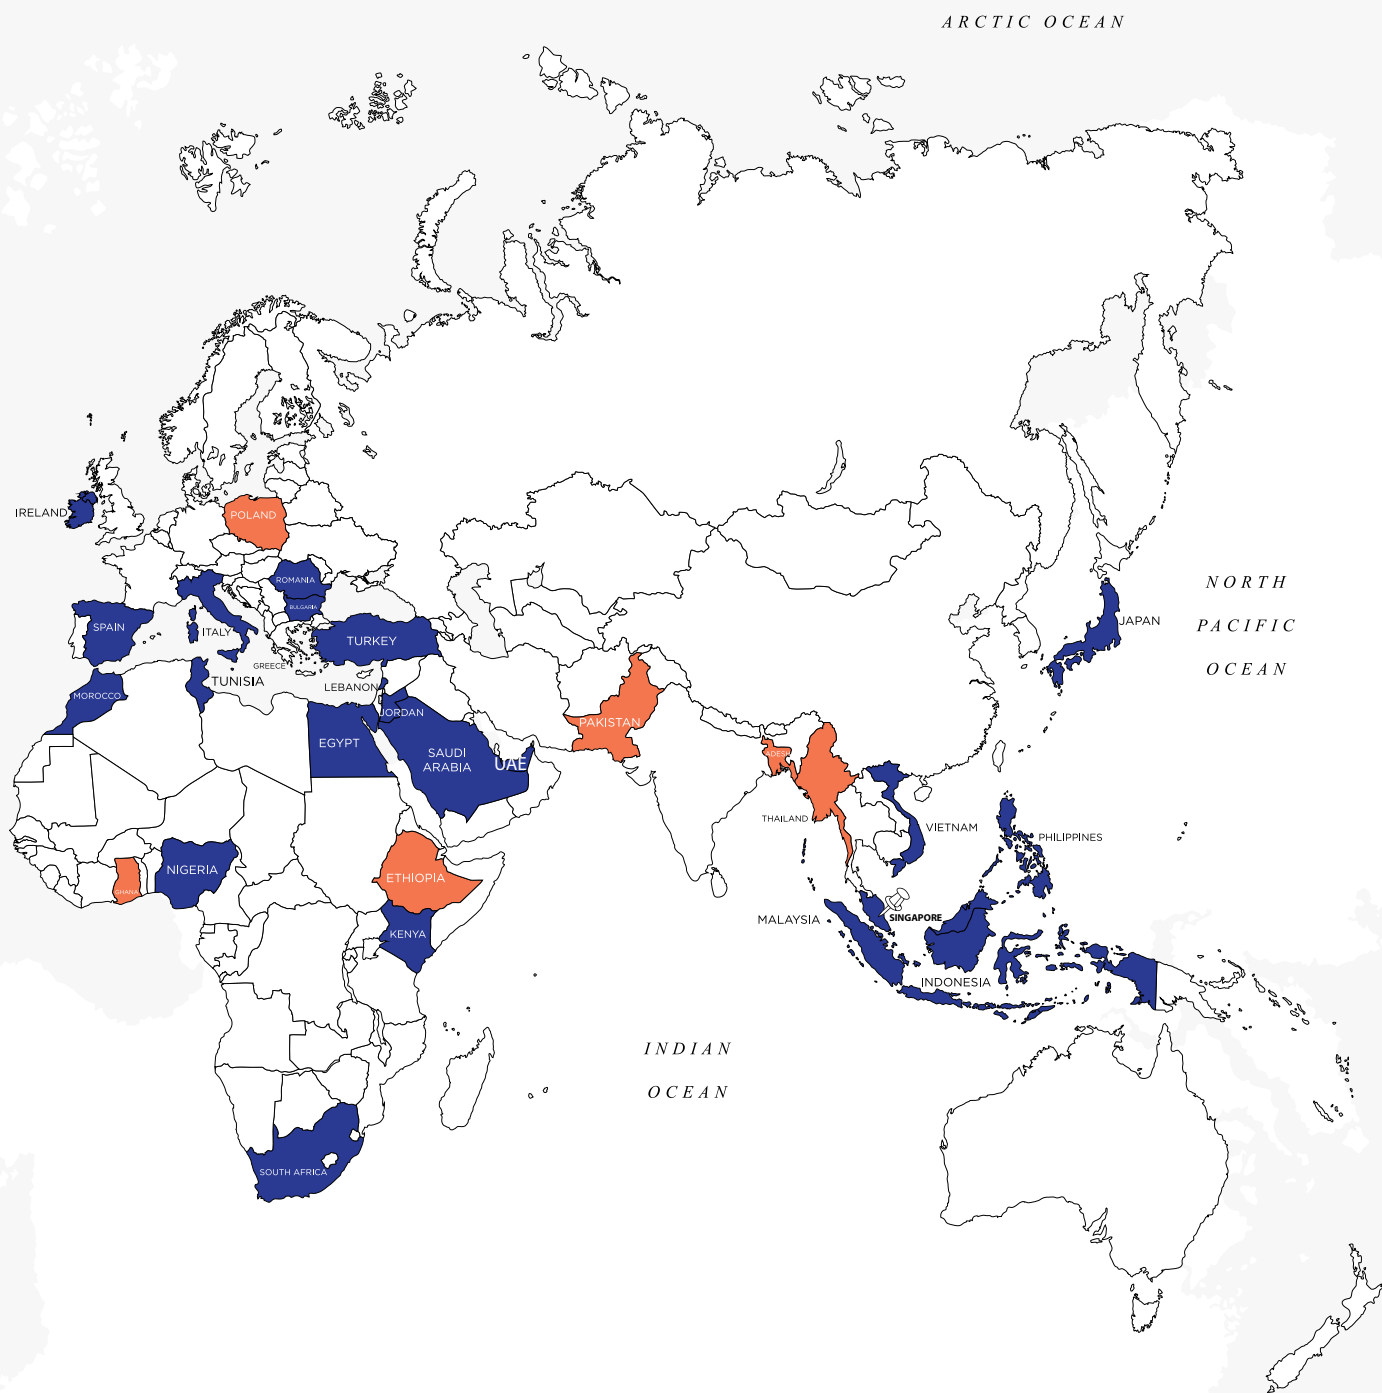 ARCTIC OCEAN
IRELAND
POLAND
ROMANIA
BULGARIA
SPAIN
ITALY
TURKEY
GREECE
TUNISIA
LEBANON
MOROCCO
JORDAN
EGYPT
SAUDI
ARABIA
UAE
PAKISTAN
JAPAN
NORTH
PACIFIC
OCEAN
THAILAND
VIETNAM
PHILIPPINES
GHANA
NIGERIA
ETHIOPIA
KENYA
MALAYSIA
SINGAPORE
INDONESIA
INDIAN
OCEAN
SOUTH AFRICA